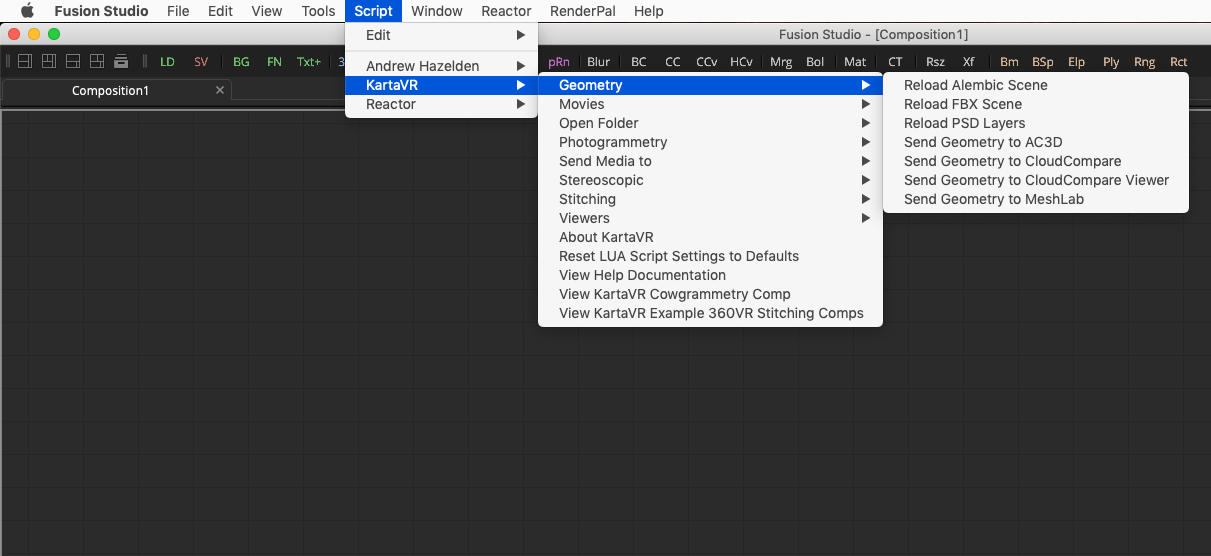 Fusion Studio File Edit View Tools Script Window Reactor RenderPal Help
Fusion Studio - [Composition1]
LD SV BG FN Txt+ 3 pRn Blur BC CC CCv HCv Mrg Bol Mat CT Rsz Xf Bm BSp Elp Ply Rng Rct
Composition1
Edit
Andrew Hazelden
KartaVR
Reactor
Geometry
Movies
Open Folder
Photogrammetry
Send Media to
Stereoscopic
Stitching
Viewers
About KartaVR
Reset LUA Script Settings to Defaults
View Help Documentation
View KartaVR Cowgrammetry Comp
View KartaVR Example 360VR Stitching Comps
Reload Alembic Scene
Reload FBX Scene
Reload PSD Layers
Send Geometry to AC3D
Send Geometry to CloudCompare
Send Geometry to CloudCompare Viewer
Send Geometry to MeshLab